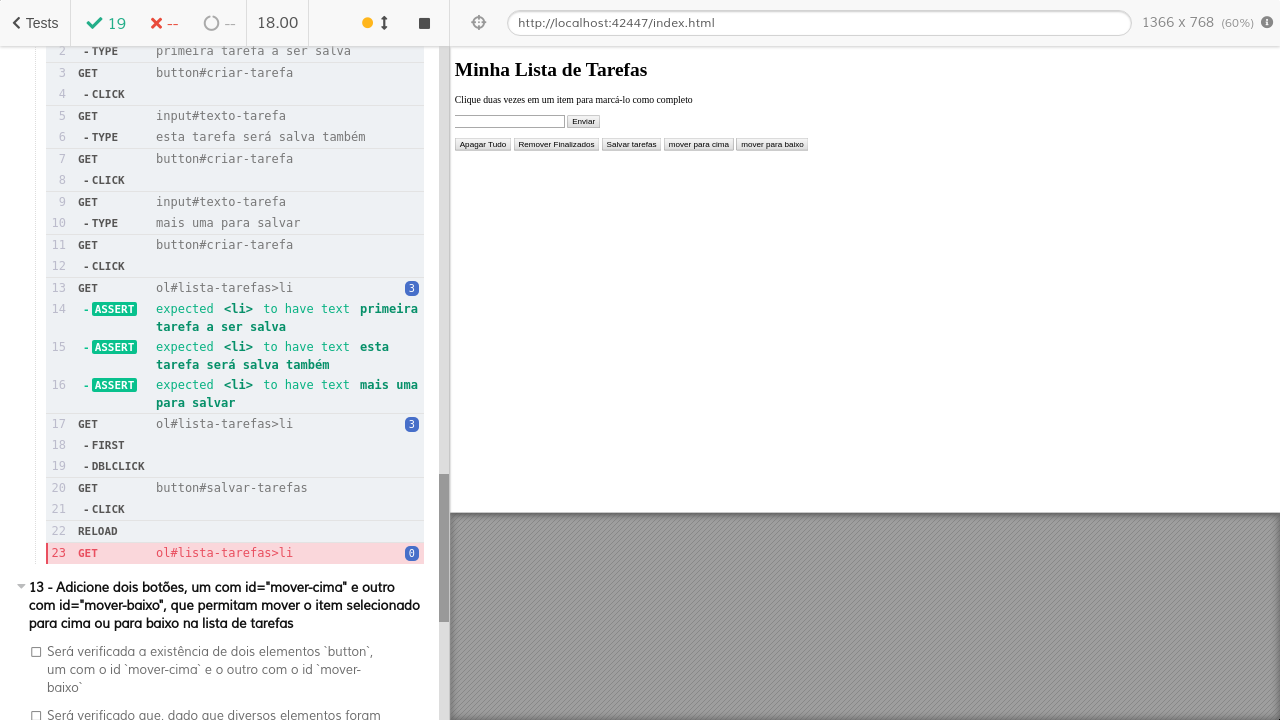 Tests
19
--
--
18.00
http://localhost:42447/index.html
1366 x 768 (60%)
2 -TYPE primeira tarefa a ser salva
3 GET button#criar-tarefa
4 -CLICK
5 GET input#texto-tarefa
6 -TYPE esta tarefa será salva também
7 GET button#criar-tarefa
8 -CLICK
9 GET input#texto-tarefa
10 -TYPE mais uma para salvar
11 GET button#criar-tarefa
12 -CLICK
13 GET ol#lista-tarefas>li 3
14 -ASSERT expected <li> to have text primeira
tarefa a ser salva
15 -ASSERT expected <li> to have text esta
tarefa será salva também
16 -ASSERT expected <li> to have text mais uma
para salvar
17 GET ol#lista-tarefas>li 3
18 -FIRST
19 -DBLCLICK
20 GET button#salvar-tarefas
21 -CLICK
22 RELOAD
23 GET ol#lista-tarefas>li 0
13 - Adicione dois botões, um com id="mover-cima" e outro
com id="mover-baixo", que permitam mover o item selecionado
para cima ou para baixo na lista de tarefas
Será verificada a existência de dois elementos `button`,
um com o id `mover-cima` e o outro com o id `mover-
baixo`
Será verificado que, dado que diversos elementos foram
Minha Lista de Tarefas
Clique duas vezes em um item para marcá-lo como completo
Enviar
Apagar Tudo Remover Finalizados Salvar tarefas mover para cima mover para baixo